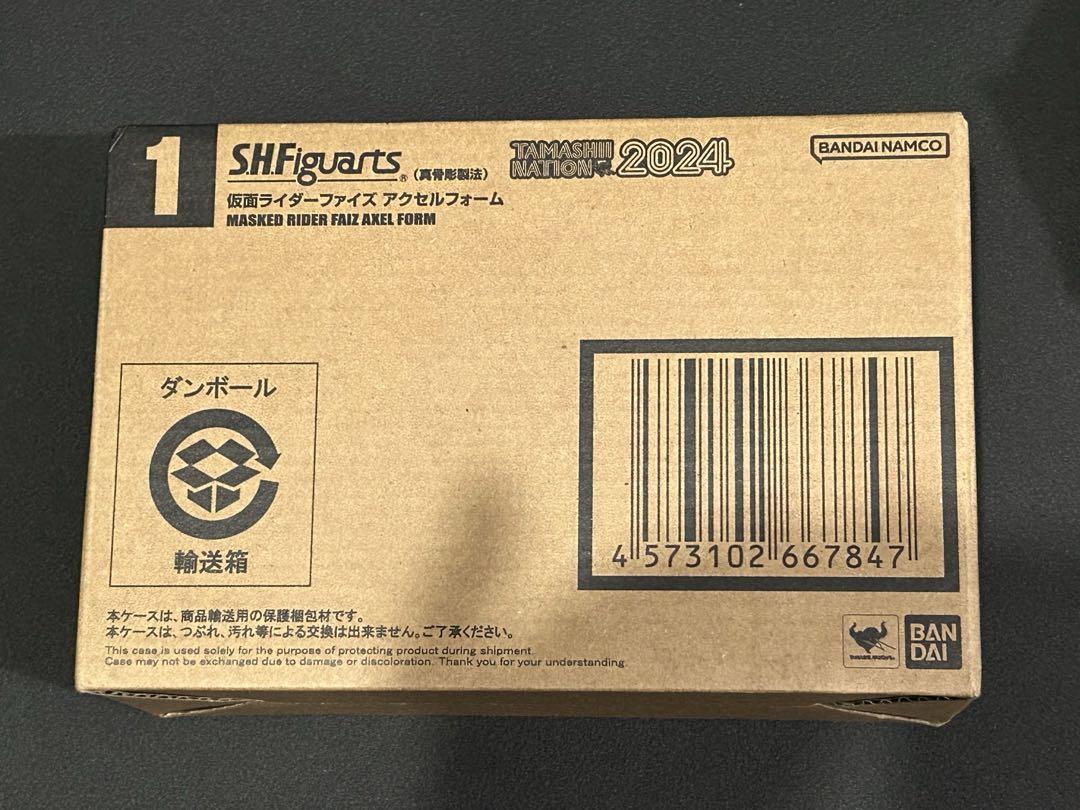 1
S.H.Figuarts® (真骨彫製法)
TAMASHII NATION 2024
BANDAI NAMCO
仮面ライダーファイズ アクセルフォーム
MASKED RIDER FAIZ AXEL FORM
ダンボール
輸送箱
4 573102 667847
本ケースは、商品輸送用の保護梱包材です。
本ケースは、つぶれ、汚れ等による交換は出来ません。ご了承ください。
This case is used solely for the purpose of protecting product during shipment.
Case may not be exchanged due to damage or discoloration. Thank you for your understanding.
TAMASHII NATIONS
BAN
DAI